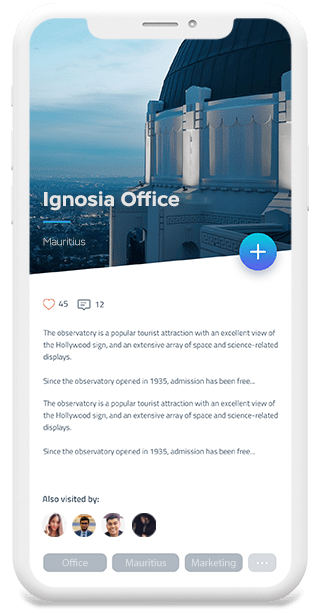 Ignosia Office
Mauritius
45 12
The observatory is a popular tourist attraction with an excellent view of
the Hollywood sign, and an extensive array of space and science-related
displays.
Since the observatory opened in 1935, admission has been free...
The observatory is a popular tourist attraction with an excellent view of
the Hollywood sign, and an extensive array of space and science-related
displays.
Since the observatory opened in 1935, admission has been free...
Also visited by:
Office Mauritius Marketing ...